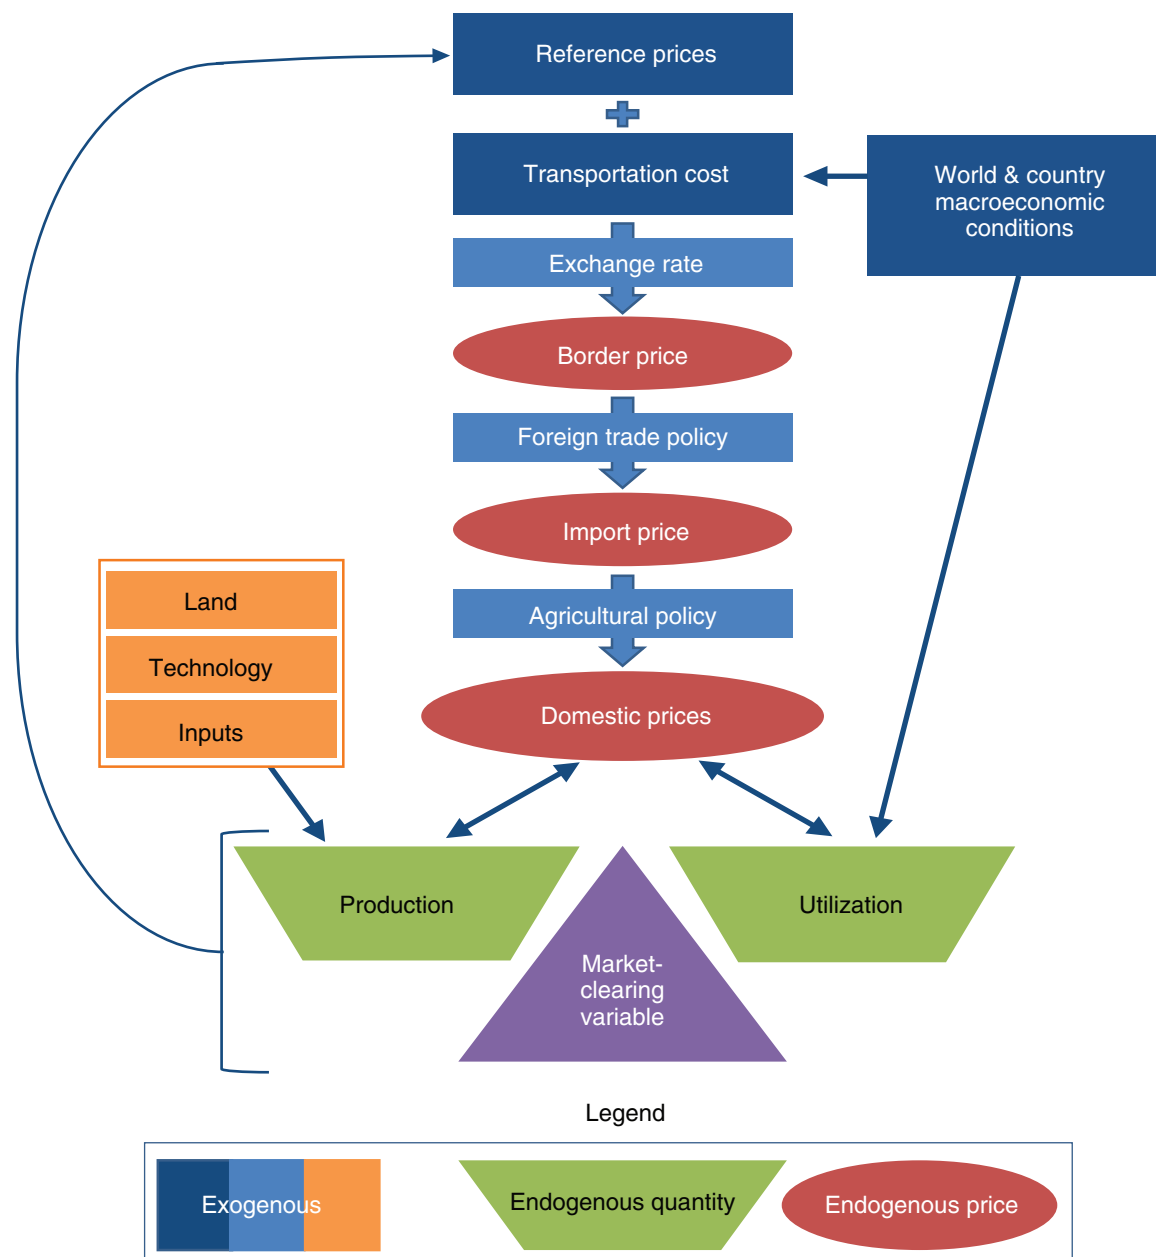 Reference prices
Transportation cost
World & country
macroeconomic
conditions
Exchange rate
Border price
Foreign trade policy
Import price
Land
Agricultural policy
Technology
Domestic prices
Inputs
Production
Utilization
Market-
clearing
variable
Legend
Exogenous
Endogenous quantity
Endogenous price